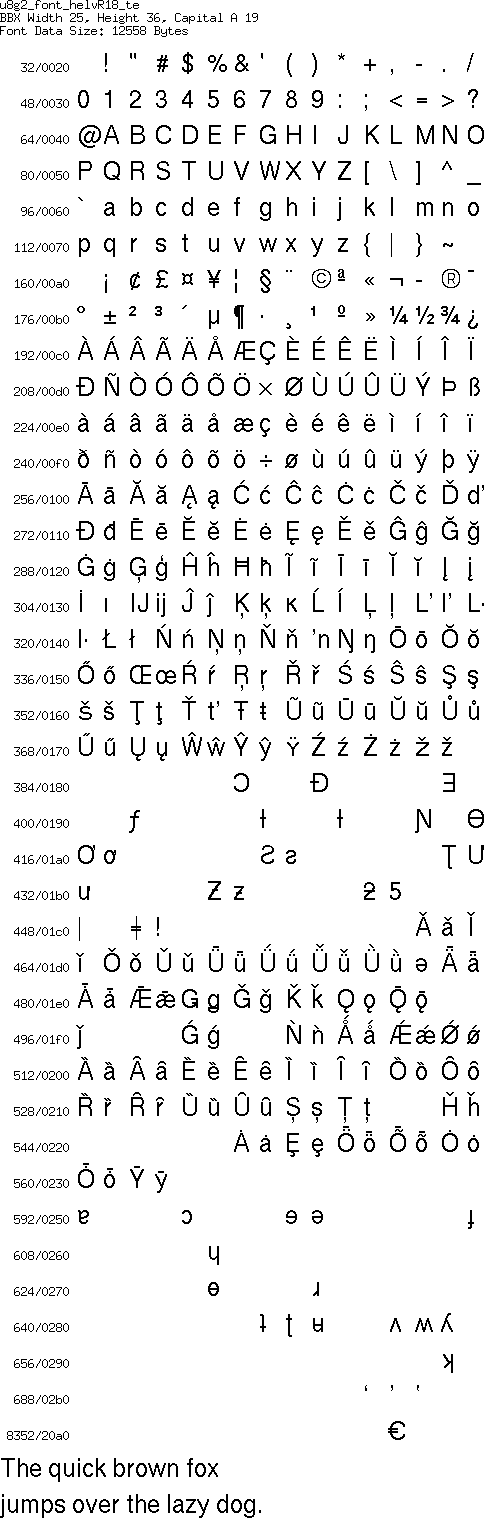 u8g2_font_helvR18_te
BBX Width 25, Height 36, Capital A 19
Font Data Size: 12558 Bytes
32/0020 ! " # $ % & ' ( ) * + , - . /
48/0030 0 1 2 3 4 5 6 7 8 9 : ; < = > ?
64/0040 @ A B C D E F G H I J K L M N O
80/0050 P Q R S T U V W X Y Z [ \ ] ^ _
96/0060 ` a b c d e f g h i j k l m n o
112/0070 p q r s t u v w x y z { | } ~
160/00a0 ¡ ¢ £ ¤ ¥ ¦ § ¨ © ª « ¬ - ® ¯
176/00b0 ° ± ² ³ ´ µ ¶ · ¸ ¹ º » ¼ ½ ¾ ¿
192/00c0 À Á Â Ã Ä Å Æ Ç È É Ê Ë Ì Í Î Ï
208/00d0 Ð Ñ Ò Ó Ô Õ Ö × Ø Ù Ú Û Ü Ý Þ ß
224/00e0 à á â ã ä å æ ç è é ê ë ì í î ï
240/00f0 ð ñ ò ó ô õ ö ÷ ø ù ú û ü ý þ ÿ
256/0100 Ā ā Ă ă Ą ą Ć ć Ĉ ĉ Ċ ċ Č č Ď ď
272/0110 Đ đ Ē ē Ĕ ĕ Ė ė Ę ę Ě ě Ĝ ĝ Ğ ğ
288/0120 Ġ ġ Ģ ģ Ĥ ĥ Ħ ħ Ĩ ĩ Ī ī Ĭ ĭ Į į
304/0130 İ ı Ĳ ĳ Ĵ ĵ Ķ ķ ĸ Ĺ ĺ Ļ ļ Ľ ľ Ŀ
320/0140 ŀ Ł ł Ń ń Ņ ņ Ň ň ŉ Ŋ ŋ Ō ō Ŏ ŏ
336/0150 Ő ő Œ œ Ŕ ŕ Ŗ ŗ Ř ř Ś ś Ŝ ŝ Ş ş
352/0160 Š š Ţ ţ Ť ť Ŧ ŧ Ũ ũ Ū ū Ŭ ŭ Ů ů
368/0170 Ű ű Ų ų Ŵ ŵ Ŷ ŷ Ÿ Ź ź Ż ż Ž ž
384/0180 Ɔ Ɖ Ǝ
400/0190 ƒ ƚ ƚ Ɲ Ɵ
416/01a0 Ơ ơ Ƨ ƨ Ʈ Ư
432/01b0 ư Ƶ ƶ ƻ 5
448/01c0 ǀ ǂ ǃ Ǎ ǎ Ǐ
464/01d0 ǐ Ǒ ǒ Ǔ ǔ Ǖ ǖ Ǘ ǘ Ǚ ǚ Ǜ ǜ ǝ Ǟ ǟ
480/01e0 Ǡ ǡ Ǣ ǣ Ǥ ǥ Ǧ ǧ Ǩ ǩ Ǫ ǫ Ǭ ǭ
496/01f0 ǰ Ǵ ǵ Ǹ ǹ Ǻ ǻ Ǽ ǽ Ǿ ǿ
512/0200 Ȁ ȁ Ȃ ȃ Ȅ ȅ Ȇ ȇ Ȉ ȉ Ȋ ȋ Ȍ ȍ Ȏ ȏ
528/0210 Ȑ ȑ Ȓ ȓ Ȕ ȕ Ȗ ȗ Ș ș Ț ț Ȟ ȟ
544/0220 Ȧ ȧ Ȩ ȩ Ȫ ȫ Ȭ ȭ Ȯ ȯ
560/0230 Ȱ ȱ Ȳ ȳ
592/0250 ɐ ɔ ɘ ə ɟ
608/0260 ɥ
624/0270 ɵ ɹ
640/0280 ʇ ʈ ʉ ʌ ʍ ʎ
656/0290 ʞ
688/02b0 ʻ ʼ ʽ
8352/20a0 €
The quick brown fox
jumps over the lazy dog.